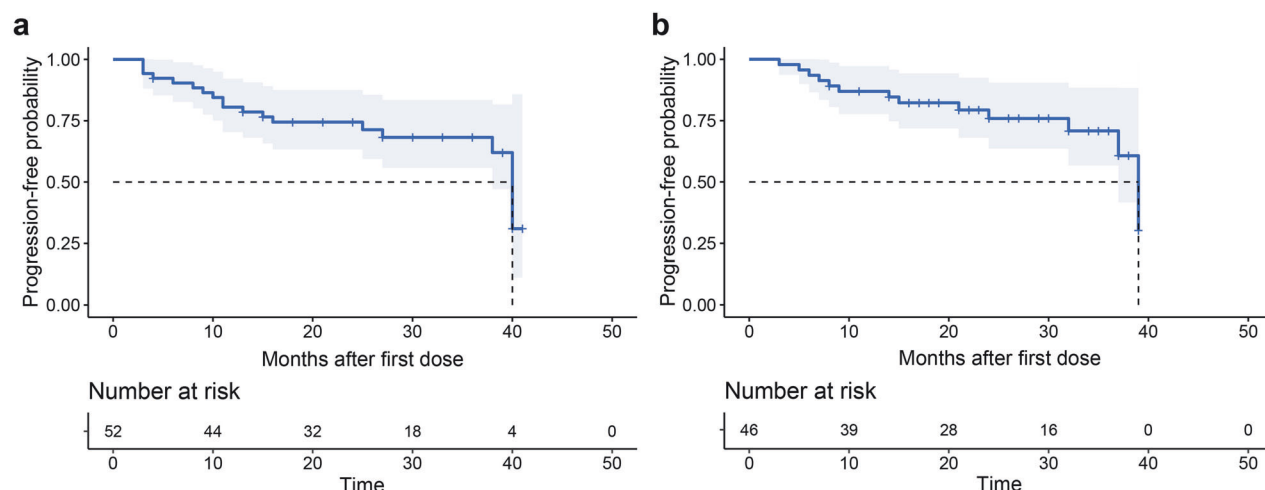 a
1.00
0.75
0.50
0.25
0.00
Progression-free probability
0 10 20 30 40 50
Months after first dose
Number at risk
52 44 32 18 4 0
0 10 20 30 40 50
Time
b
1.00
0.75
0.50
0.25
0.00
Progression-free probability
0 10 20 30 40 50
Months after first dose
Number at risk
46 39 28 16 0 0
0 10 20 30 40 50
Time